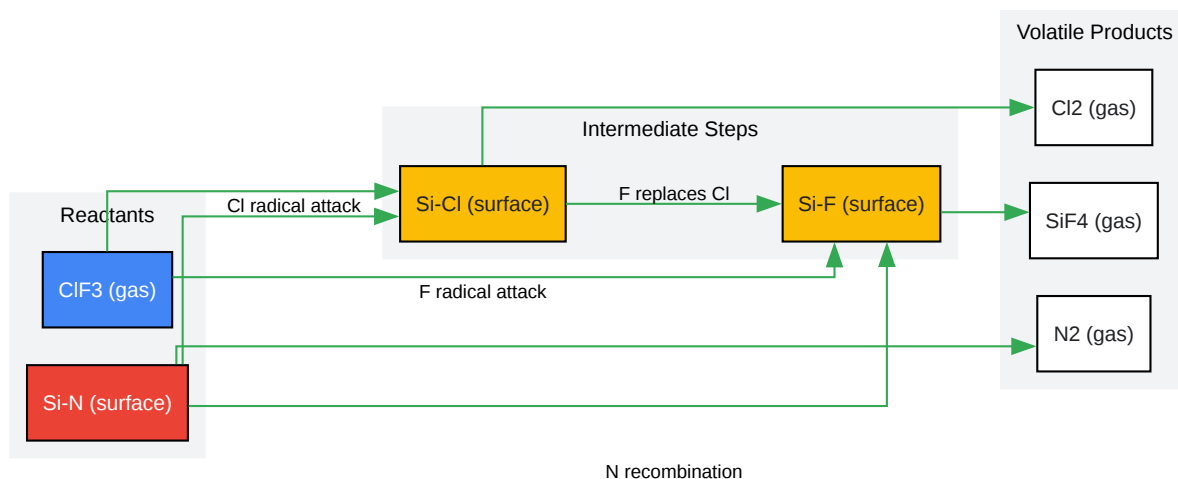 Volatile Products
Cl2 (gas)
Intermediate Steps
Si-Cl (surface)
F replaces Cl
Si-F (surface)
SiF4 (gas)
Reactants
Cl radical attack
ClF3 (gas)
F radical attack
N2 (gas)
Si-N (surface)
N recombination